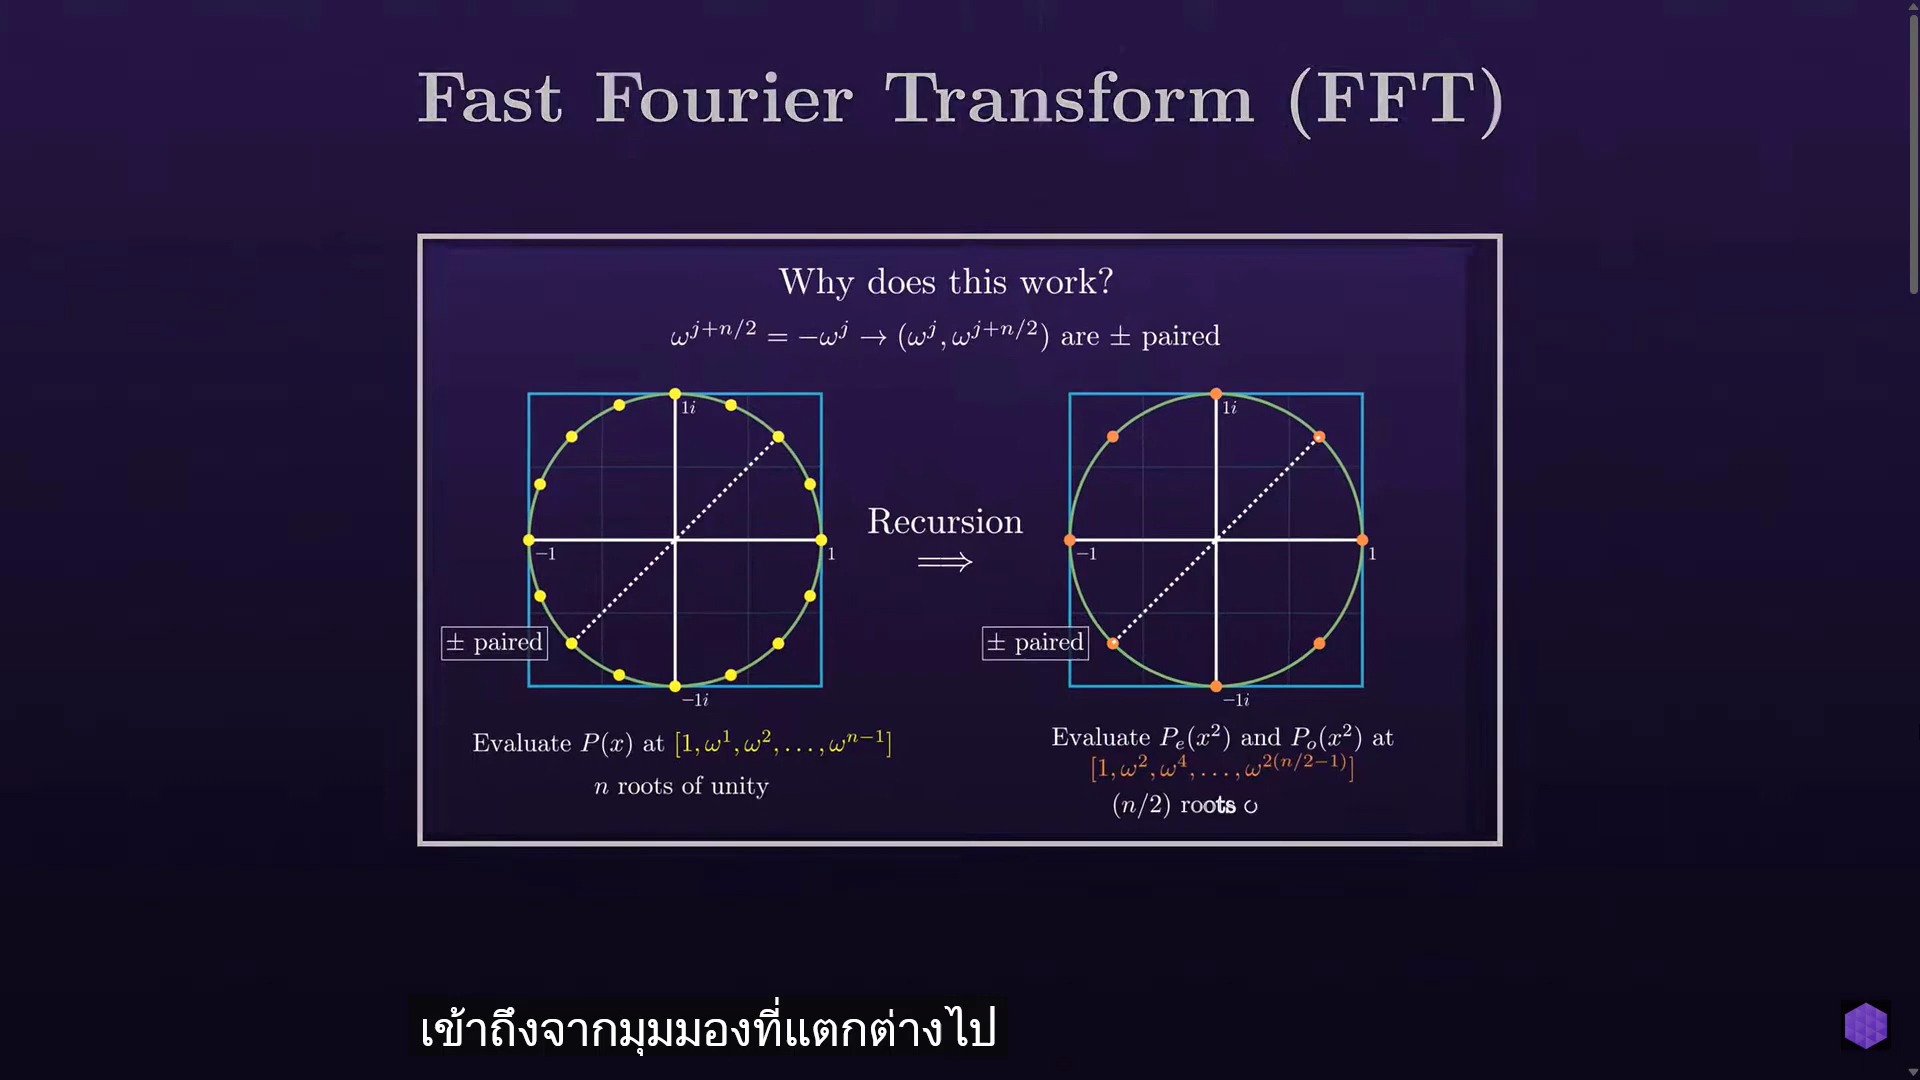 Fast Fourier Transform (FFT)
Why does this work?
ω^{j+n/2} = −ω^j → (ω^j, ω^{j+n/2}) are ± paired
1i
−1
1
± paired
−1i
Evaluate P(x) at [1, ω^1, ω^2, . . . , ω^{n−1}]
n roots of unity
Recursion
⟹
1i
−1
1
± paired
−1i
Evaluate P_e(x^2) and P_o(x^2) at
[1, ω^2, ω^4, . . . , ω^{2(n/2−1)}]
(n/2) roots
เข้าถึงจากมุมมองที่แตกต่างไป